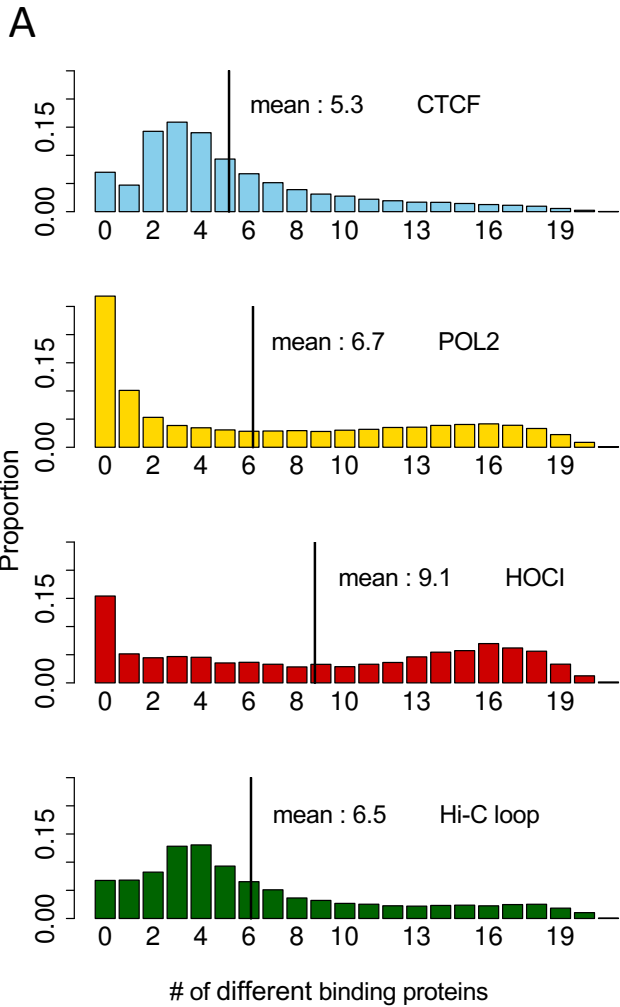 A
mean : 5.3 CTCF
0.00 0.15
0 2 4 6 8 10 13 16 19
mean : 6.7 POL2
0.00 0.15
0 2 4 6 8 10 13 16 19
Proportion
mean : 9.1 HOCI
0.00 0.15
0 2 4 6 8 10 13 16 19
mean : 6.5 Hi-C loop
0.00 0.15
0 2 4 6 8 10 13 16 19
# of different binding proteins